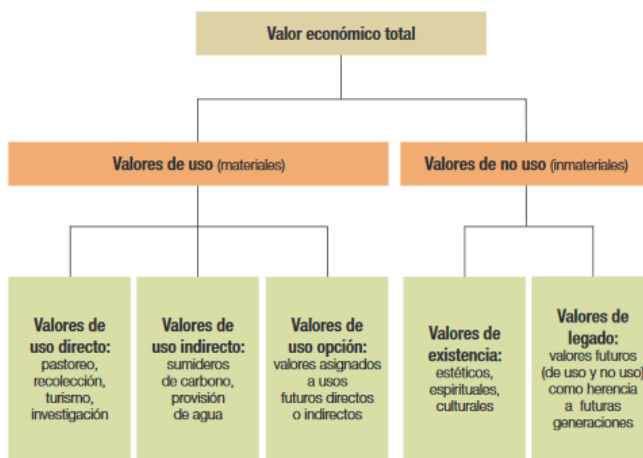 Valor económico total
Valores de uso (materiales)
Valores de no uso (inmateriales)
Valores de
uso directo:
pastoreo,
recolección,
turismo,
investigación
Valores de
uso indirecto:
sumideros
de carbono,
provisión
de agua
Valores de
uso opción:
valores asignados
a usos
futuros directos
o indirectos
Valores de
existencia:
estéticos,
espirituales,
culturales
Valores de
legado:
valores futuros
(de uso y no uso)
como herencia
a futuras
generaciones